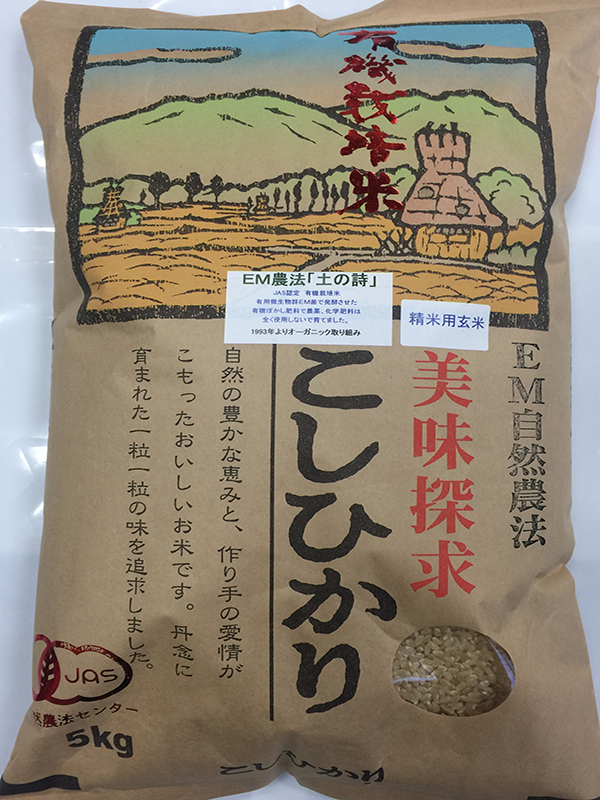 有機栽培米
EM農法「土の詩」
JAS認定 有機栽培米
有用微生物群EM菌で発酵させた
有機ぼかし肥料で農薬、化学肥料は
全く使用しないで育てました。
1993年よりオーガニック取り組み
精米用玄米
EM自然農法
美味探求
こしひかり
自然の豊かな恵みと、作り手の愛情が
こもったおいしいお米です。丹念に
育まれた一粒一粒の味を追求しました。
JAS
然農法センター
5kg
こしひかり